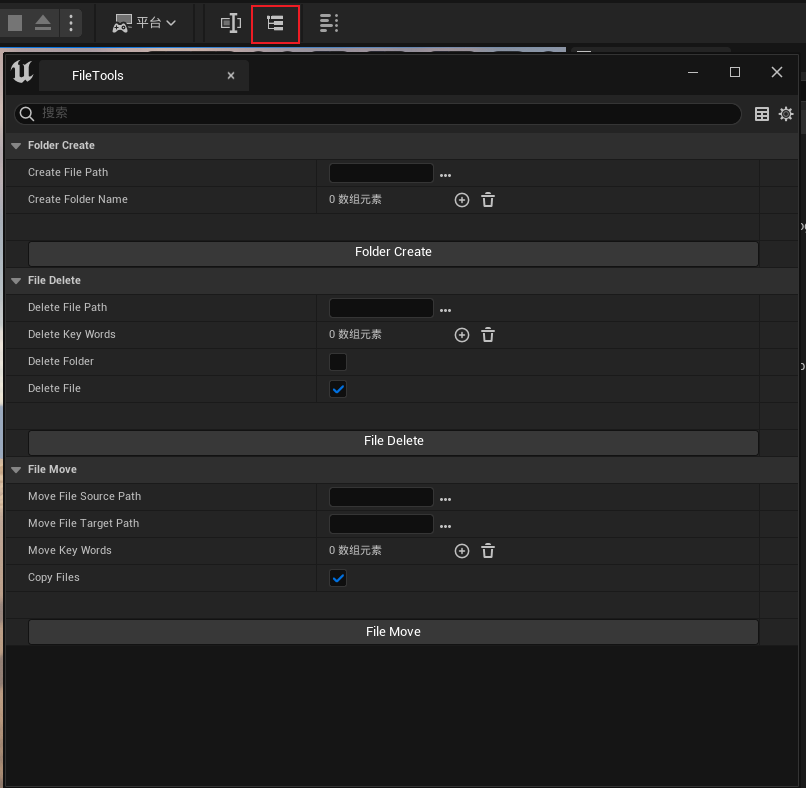 平台
FileTools
搜索
Folder Create
Create File Path
Create Folder Name
0 数组元素
Folder Create
File Delete
Delete File Path
Delete Key Words
0 数组元素
Delete Folder
Delete File
File Delete
File Move
Move File Source Path
Move File Target Path
Move Key Words
0 数组元素
Copy Files
File Move